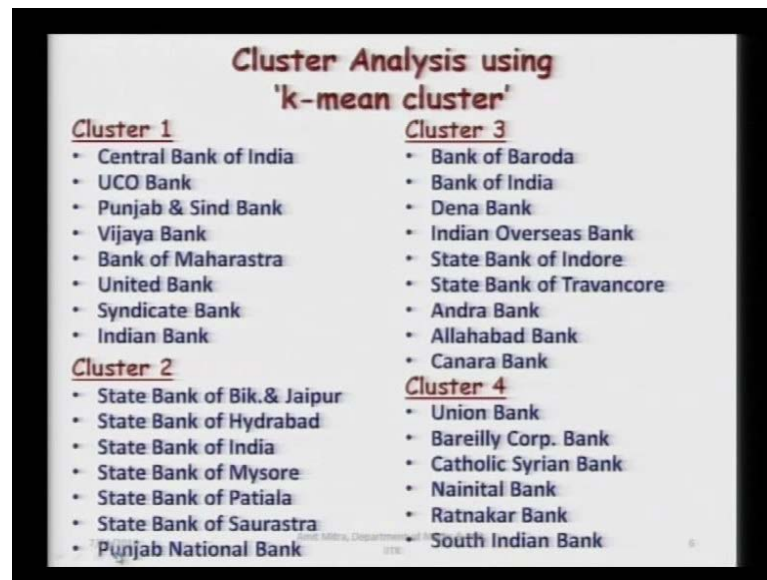 Cluster Analysis using
'k-mean cluster'
Cluster 1
• Central Bank of India
• UCO Bank
• Punjab & Sind Bank
• Vijaya Bank
• Bank of Maharastra
• United Bank
• Syndicate Bank
• Indian Bank
Cluster 2
• State Bank of Bik.& Jaipur
• State Bank of Hydrabad
• State Bank of India
• State Bank of Mysore
• State Bank of Patiala
• State Bank of Saurastra
• Punjab National Bank
Cluster 3
• Bank of Baroda
• Bank of India
• Dena Bank
• Indian Overseas Bank
• State Bank of Indore
• State Bank of Travancore
• Andra Bank
• Allahabad Bank
• Canara Bank
Cluster 4
• Union Bank
• Bareilly Corp. Bank
• Catholic Syrian Bank
• Nainital Bank
• Ratnakar Bank
• South Indian Bank
Amit Mitra, Department of
6